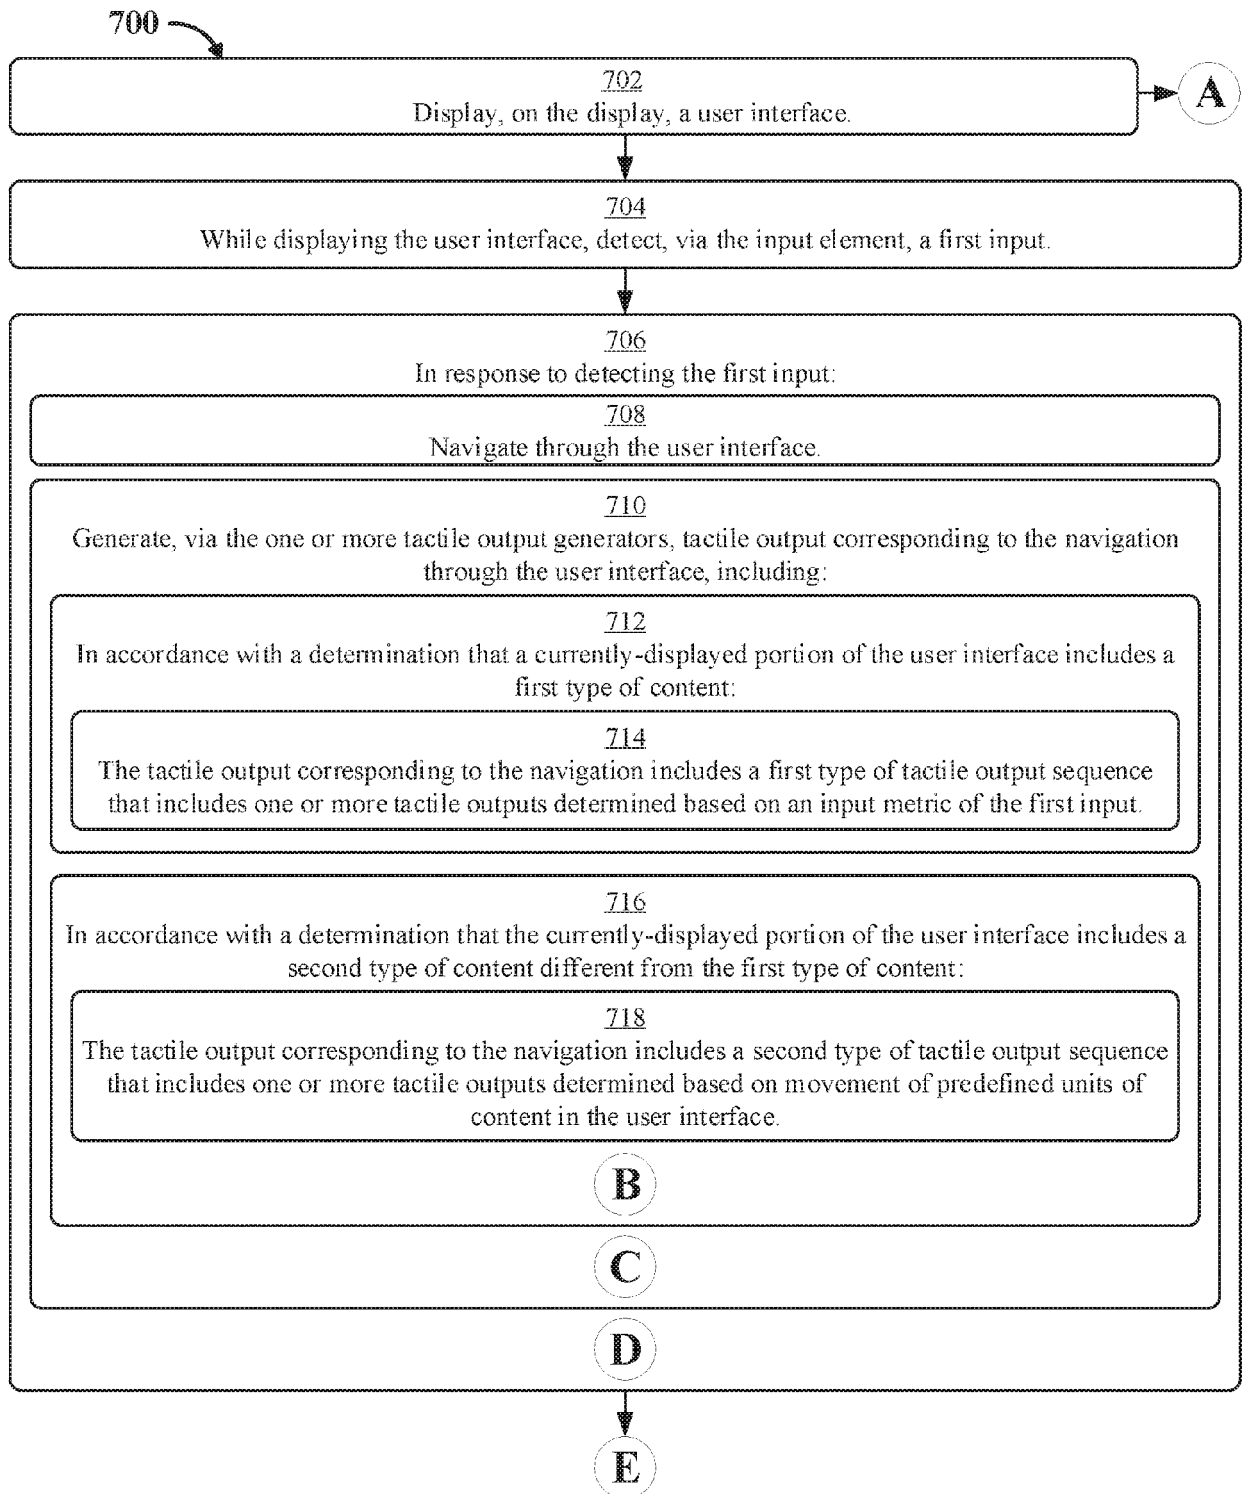 700
702
Display, on the display, a user interface.
A
704
While displaying the user interface, detect, via the input element, a first input.
706
In response to detecting the first input:
708
Navigate through the user interface.
710
Generate, via the one or more tactile output generators, tactile output corresponding to the navigation
through the user interface, including:
712
In accordance with a determination that a currently-displayed portion of the user interface includes a
first type of content:
714
The tactile output corresponding to the navigation includes a first type of tactile output sequence
that includes one or more tactile outputs determined based on an input metric of the first input.
716
In accordance with a determination that the currently-displayed portion of the user interface includes a
second type of content different from the first type of content:
718
The tactile output corresponding to the navigation includes a second type of tactile output sequence
that includes one or more tactile outputs determined based on movement of predefined units of
content in the user interface.
B
C
D
E